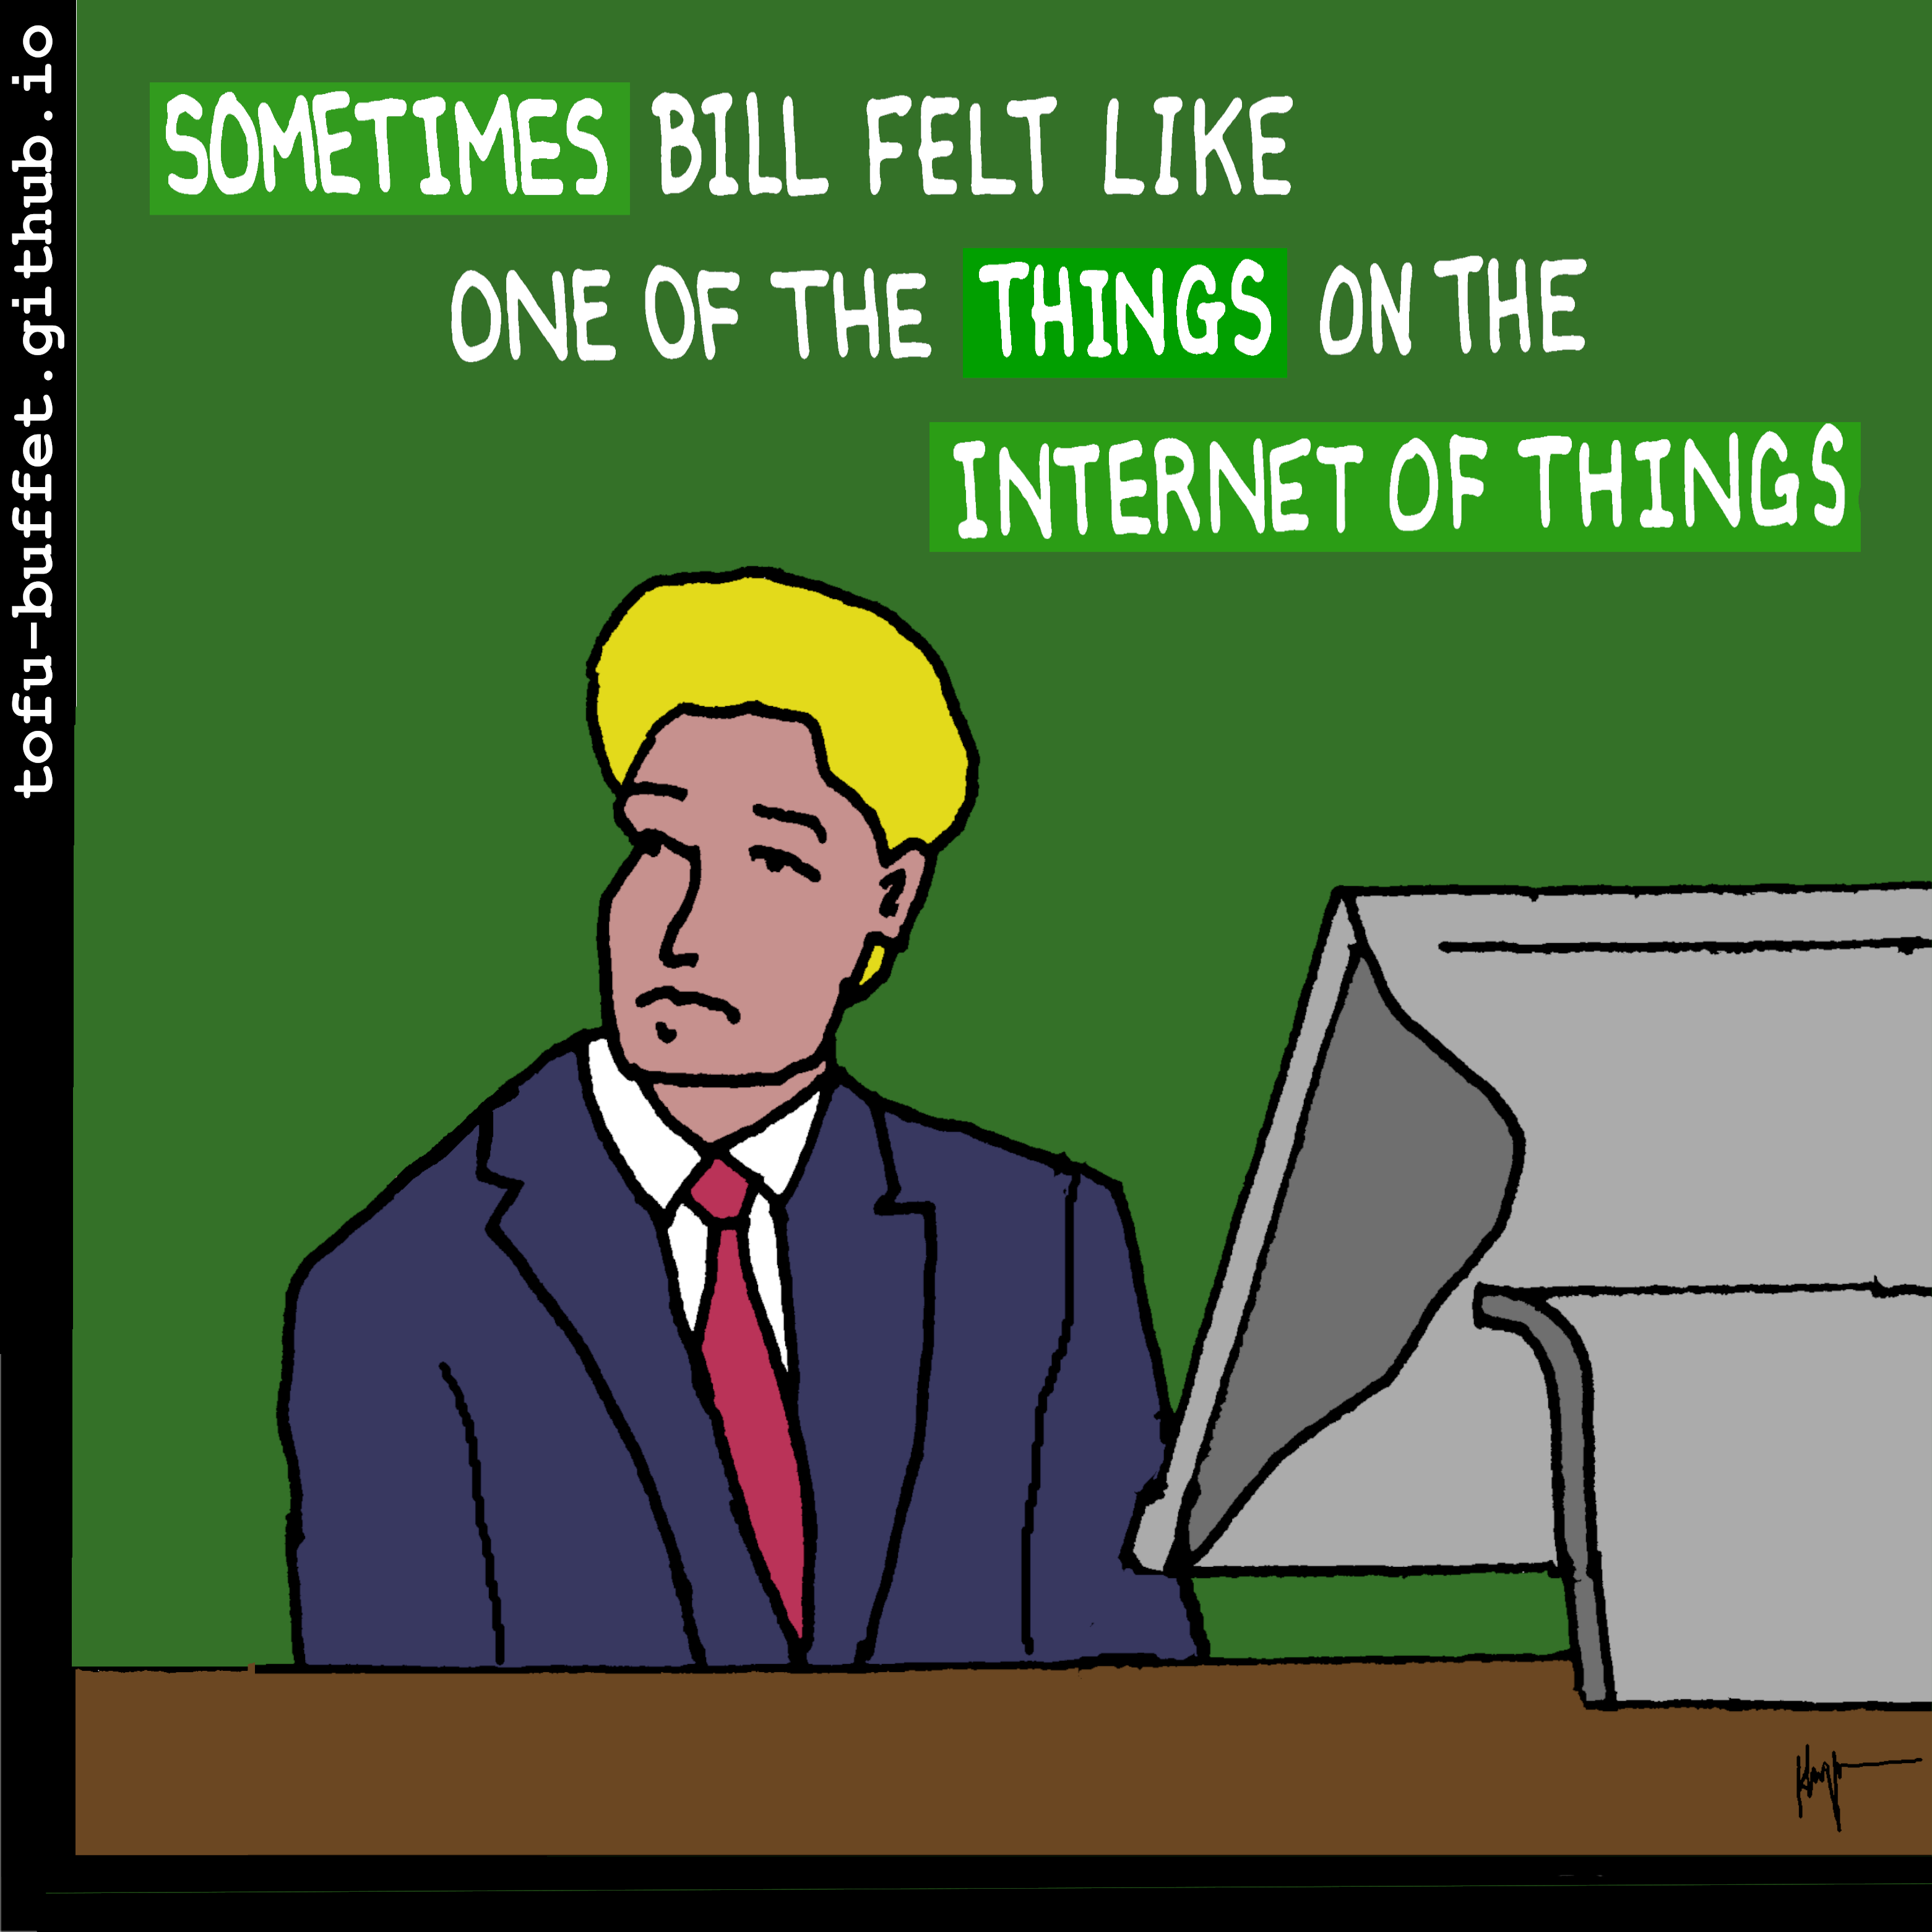 tofu-buffet.github.io
SOMETIMES BILL FELT LIKE
ONE OF THE THINGS ON THE
INTERNET OF THINGS